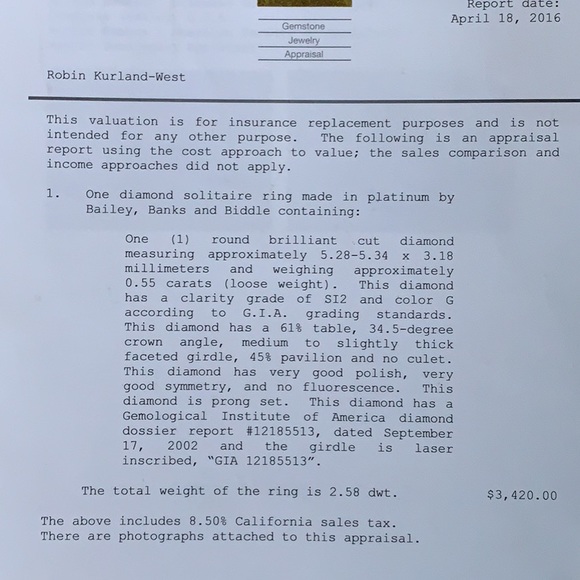 Report date:
April 18, 2016
Gemstone
Jewelry
Appraisal
Robin Kurland-West
This valuation is for insurance replacement purposes and is not
intended for any other purpose. The following is an appraisal
report using the cost approach to value; the sales comparison and
income approaches did not apply.
1. One diamond solitaire ring made in platinum by
Bailey, Banks and Biddle containing:
One (1) round brilliant cut diamond
measuring approximately 5.28-5.34 x 3.18
millimeters and weighing approximately
0.55 carats (loose weight). This diamond
has a clarity grade of SI2 and color G
according to G.I.A. grading standards.
This diamond has a 61% table, 34.5-degree
crown angle, medium to slightly thick
faceted girdle, 45% pavilion and no culet.
This diamond has very good polish, very
good symmetry, and no fluorescence. This
diamond is prong set. This diamond has a
Gemological Institute of America diamond
dossier report #12185513, dated September
17, 2002 and the girdle is laser
inscribed, "GIA 12185513".
The total weight of the ring is 2.58 dwt. $3,420.00
The above includes 8.50% California sales tax.
There are photographs attached to this appraisal.